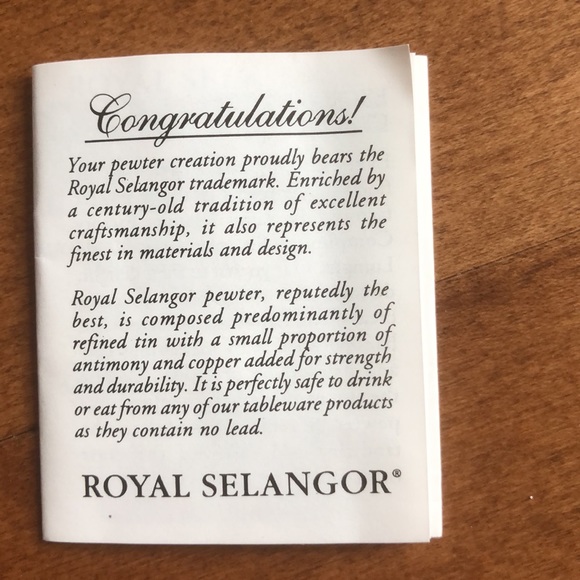 Congratulations!
Your pewter creation proudly bears the
Royal Selangor trademark. Enriched by
a century-old tradition of excellent
craftsmanship, it also represents the
finest in materials and design.
Royal Selangor pewter, reputedly the
best, is composed predominantly of
refined tin with a small proportion of
antimony and copper added for strength
and durability. It is perfectly safe to drink
or eat from any of our tableware products
as they contain no lead.
ROYAL SELANGOR®